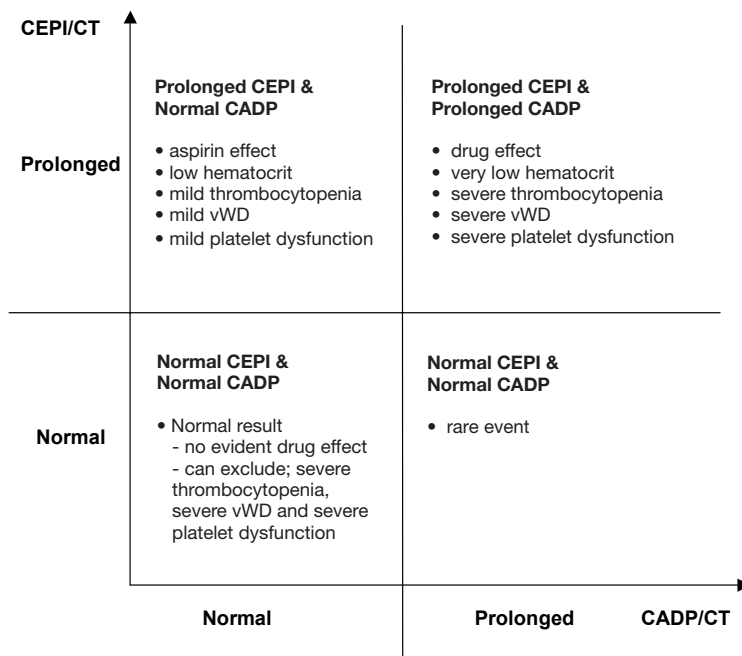 CEPI/CT
Prolonged CEPI &
Normal CADP
• aspirin effect
• low hematocrit
• mild thrombocytopenia
• mild vWD
• mild platelet dysfunction
Prolonged CEPI &
Prolonged CADP
• drug effect
• very low hematocrit
• severe thrombocytopenia
• severe vWD
• severe platelet dysfunction
Prolonged
Normal CEPI &
Normal CADP
• Normal result
- no evident drug effect
- can exclude; severe
thrombocytopenia,
severe vWD and severe
platelet dysfunction
Normal CEPI &
Normal CADP
• rare event
Normal
Normal
Prolonged
CADP/CT